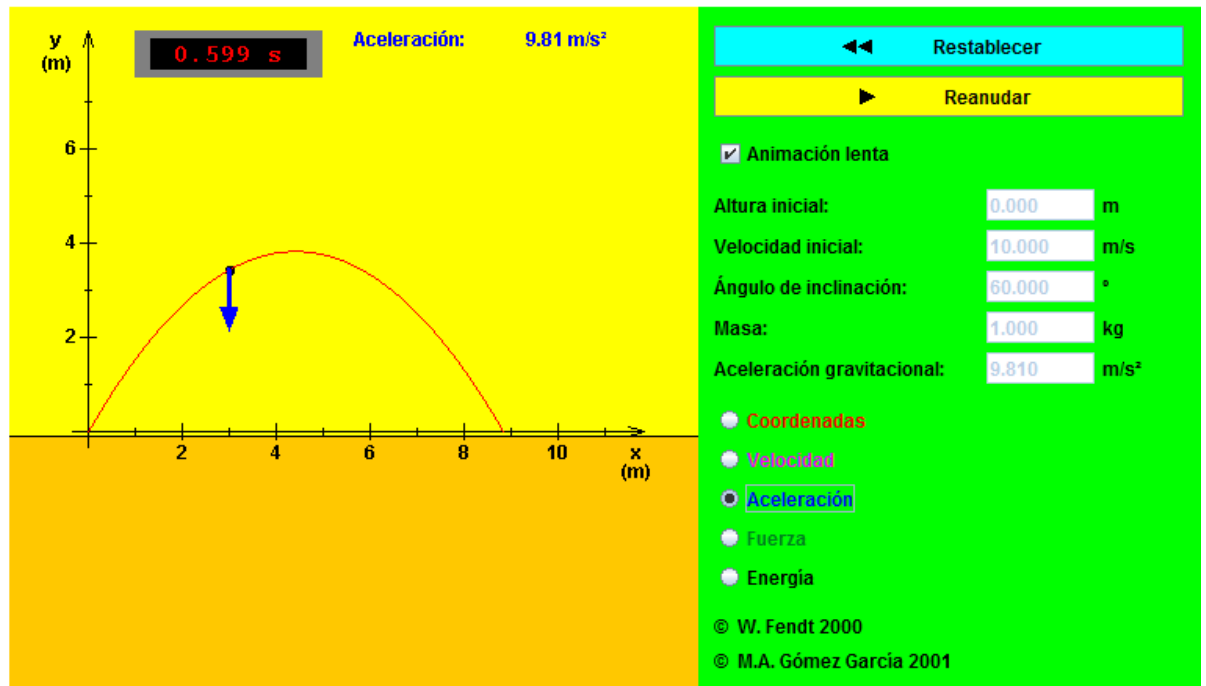 y
(m)
0.599 s
Aceleración: 9.81 m/s²
6
4
2
2 4 6 8 10 x
(m)
Restablecer
Reanudar
Animación lenta
Altura inicial: 0.000 m
Velocidad inicial: 10.000 m/s
Ángulo de inclinación: 60.000 º
Masa: 1.000 kg
Aceleración gravitacional: 9.810 m/s²
Coordenadas
Velocidad
Aceleración
Fuerza
Energía
© W. Fendt 2000
© M.A. Gómez García 2001